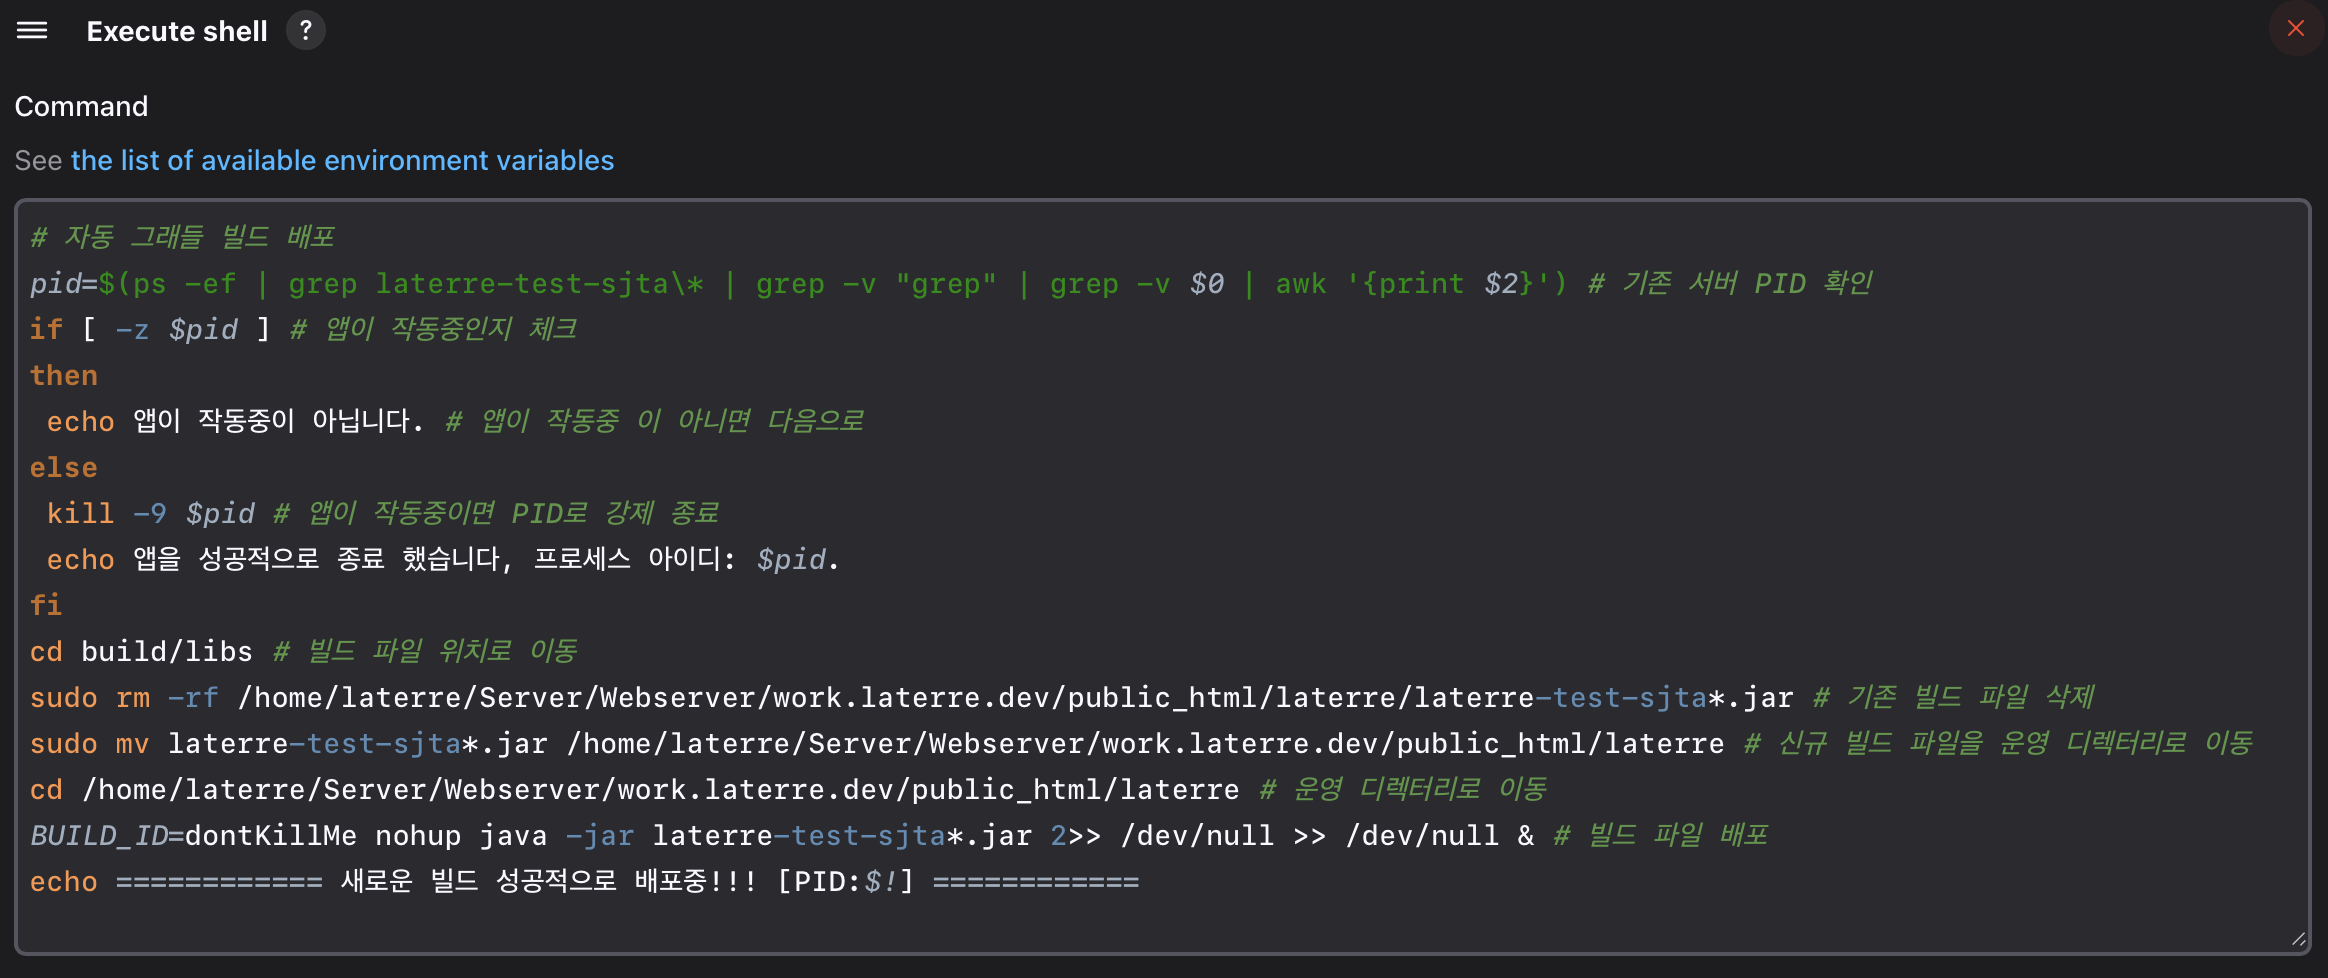 Execute shell ?
Command
See the list of available environment variables
# 자동 그래들 빌드 배포
pid=$(ps -ef | grep laterre-test-sjta\* | grep -v "grep" | grep -v $0 | awk '{print $2}') # 기존 서버 PID 확인
if [ -z $pid ] # 앱이 작동중인지 체크
then
 echo 앱이 작동중이 아닙니다. # 앱이 작동중 이 아니면 다음으로
else
 kill -9 $pid # 앱이 작동중이면 PID로 강제 종료
 echo 앱을 성공적으로 종료 했습니다, 프로세스 아이디: $pid.
fi
cd build/libs # 빌드 파일 위치로 이동
sudo rm -rf /home/laterre/Server/Webserver/work.laterre.dev/public_html/laterre/laterre-test-sjta*.jar # 기존 빌드 파일 삭제
sudo mv laterre-test-sjta*.jar /home/laterre/Server/Webserver/work.laterre.dev/public_html/laterre # 신규 빌드 파일을 운영 디렉터리로 이동
cd /home/laterre/Server/Webserver/work.laterre.dev/public_html/laterre # 운영 디렉터리로 이동
BUILD_ID=dontKillMe nohup java -jar laterre-test-sjta*.jar 2>> /dev/null >> /dev/null & # 빌드 파일 배포
echo ============ 새로운 빌드 성공적으로 배포중!!! [PID:$!] ============